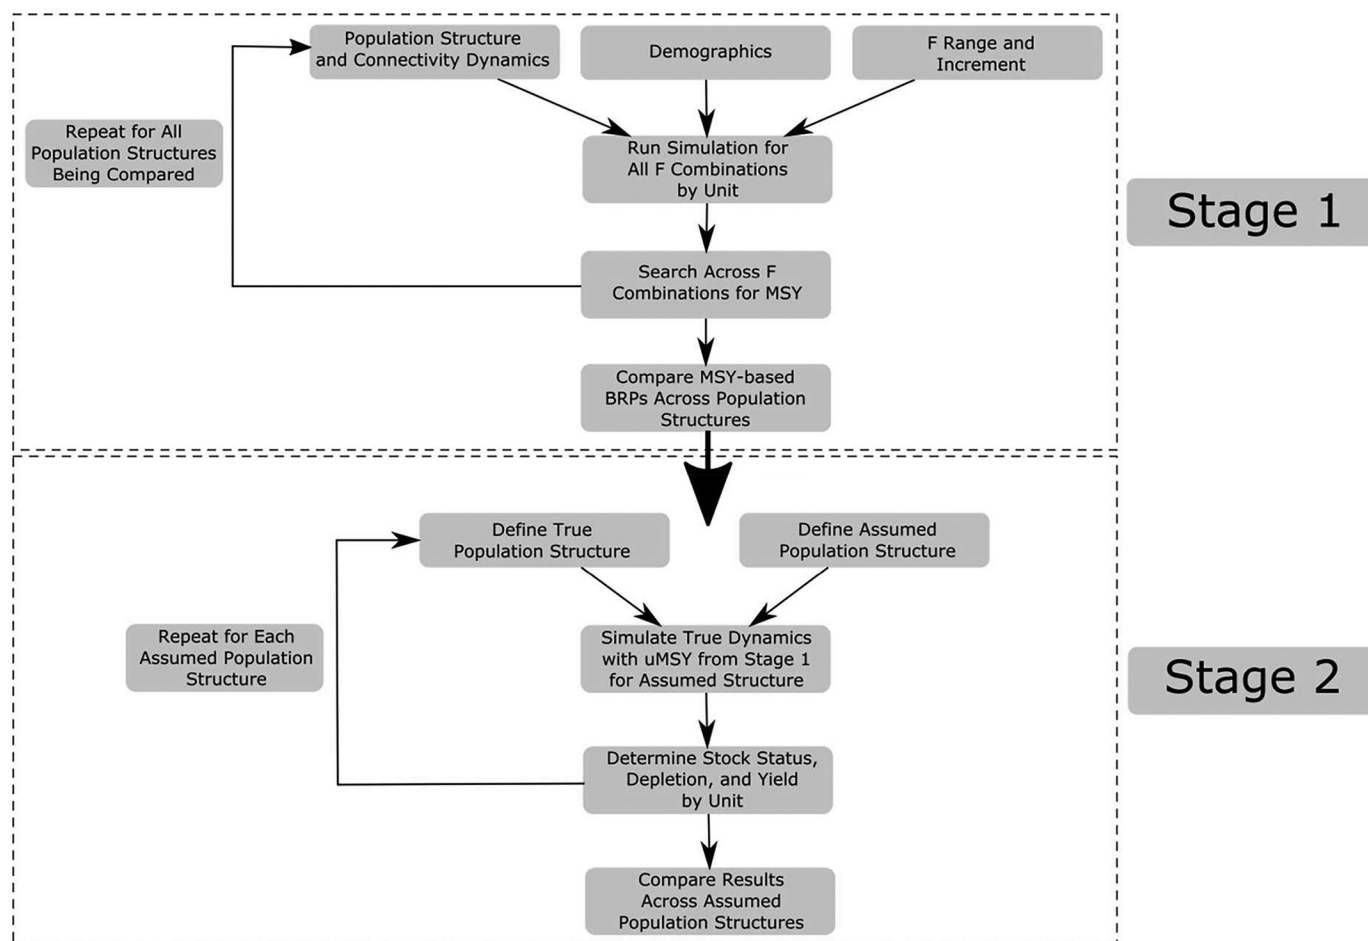 Population Structure
and Connectivity Dynamics
Demographics
F Range and
Increment
Repeat for All
Population Structures
Being Compared
Run Simulation for
All F Combinations
by Unit
Stage 1
Search Across F
Combinations for MSY
Compare MSY-based
BRPs Across Population
Structures
Define True
Population Structure
Define Assumed
Population Structure
Repeat for Each
Assumed Population
Structure
Simulate True Dynamics
with uMSY from Stage 1
for Assumed Structure
Stage 2
Determine Stock Status,
Depletion, and Yield
by Unit
Compare Results
Across Assumed
Population Structures